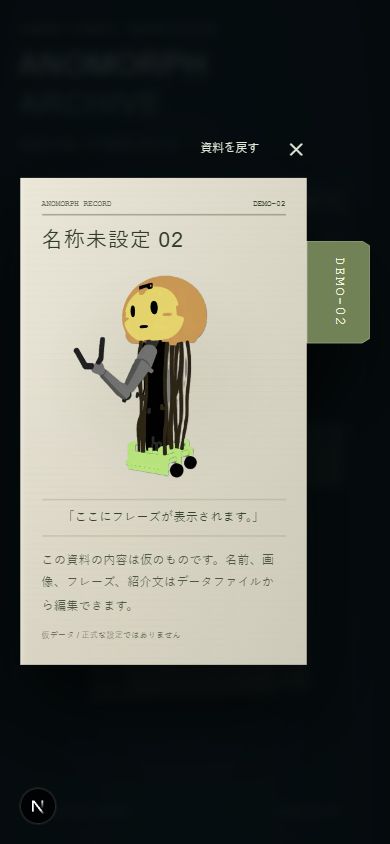 ANOMORPH
ARCHIVE
資料を戻す ×
ANOMORPH RECORD DEMO-02
名称未設定 02
DEMO-02
「ここにフレーズが表示されます。」
この資料の内容は仮のものです。名前、画
像、フレーズ、紹介文はデータファイルか
ら編集できます。
仮データ / 正式な設定ではありません
N